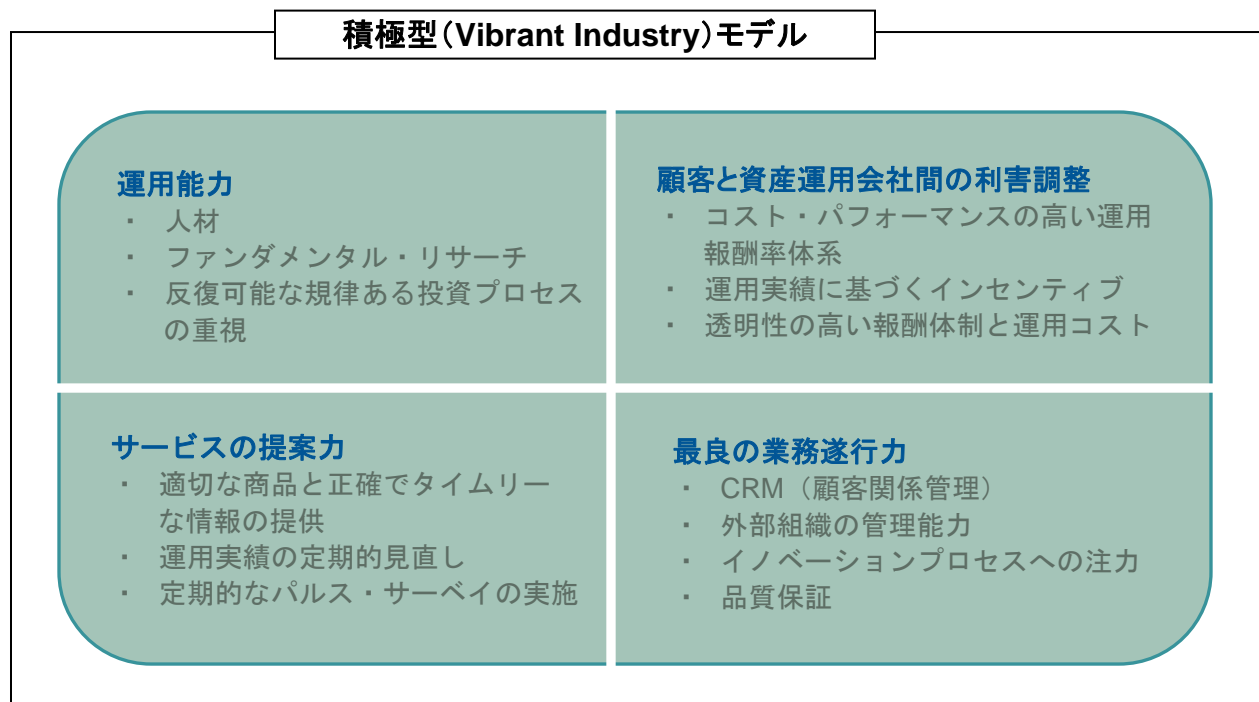 積極型(Vibrant Industry)モデル
運用能力
・ 人材
・ ファンダメンタル・リサーチ
・ 反復可能な規律ある投資プロセス
の重視
顧客と資産運用会社間の利害調整
・ コスト・パフォーマンスの高い運用
報酬率体系
・ 運用実績に基づくインセンティブ
・ 透明性の高い報酬体制と運用コスト
サービスの提案力
・ 適切な商品と正確でタイムリー
な情報の提供
・ 運用実績の定期的見直し
・ 定期的なパルス・サーベイの実施
最良の業務遂行力
・ CRM(顧客関係管理)
・ 外部組織の管理能力
・ イノベーションプロセスへの注力
・ 品質保証